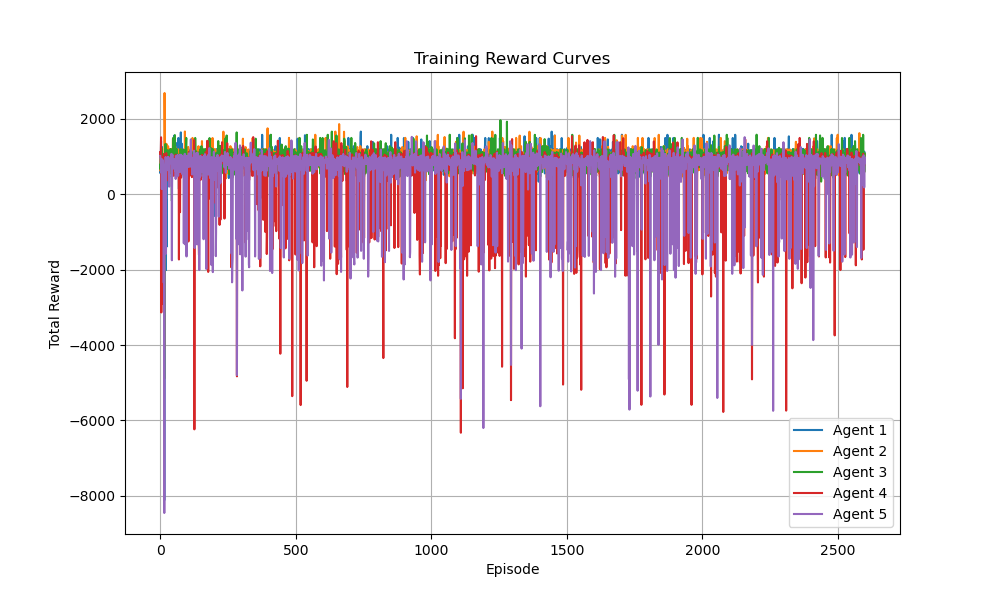 Training Reward Curves
Total Reward
2000
0
−2000
−4000
−6000
−8000
0 500 1000 1500 2000 2500
Episode
Agent 1
Agent 2
Agent 3
Agent 4
Agent 5